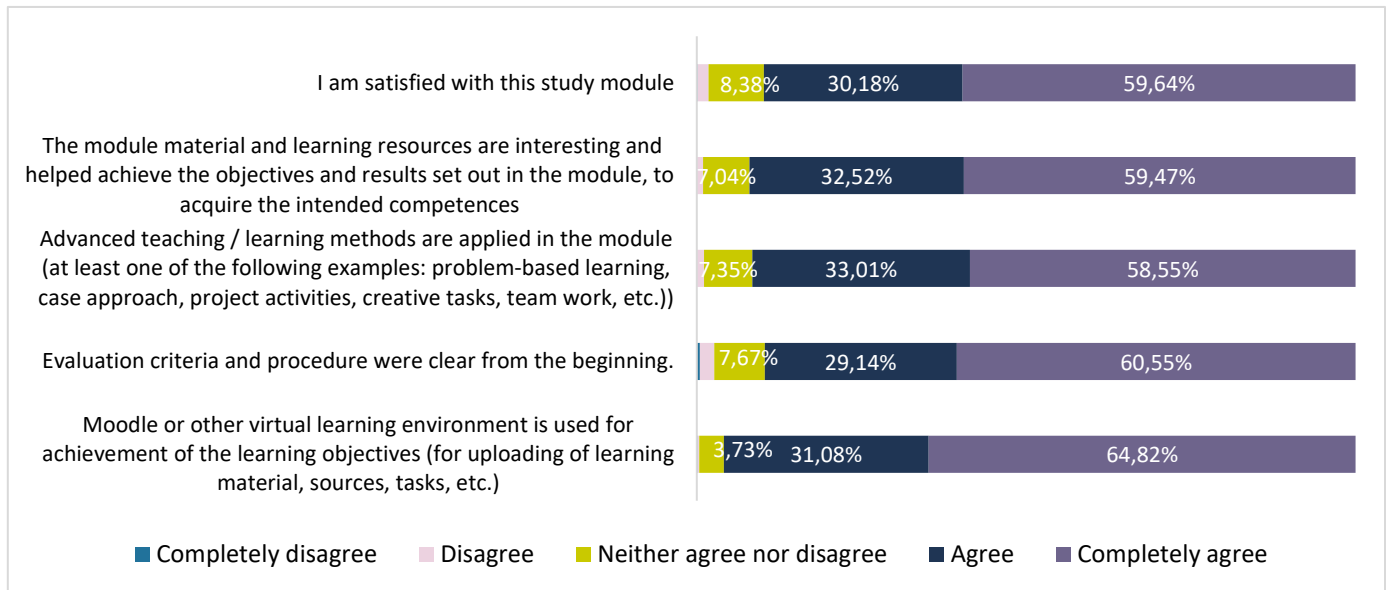 I am satisfied with this study module
8,38% 30,18% 59,64%
The module material and learning resources are interesting and
helped achieve the objectives and results set out in the module, to
acquire the intended competences
7,04% 32,52% 59,47%
Advanced teaching / learning methods are applied in the module
(at least one of the following examples: problem-based learning,
case approach, project activities, creative tasks, team work, etc.))
7,35% 33,01% 58,55%
Evaluation criteria and procedure were clear from the beginning.
7,67% 29,14% 60,55%
Moodle or other virtual learning environment is used for
achievement of the learning objectives (for uploading of learning
material, sources, tasks, etc.)
3,73% 31,08% 64,82%
Completely disagree Disagree Neither agree nor disagree Agree Completely agree